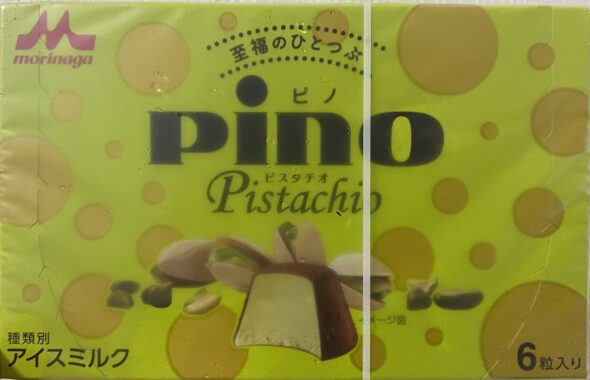 morinaga
至福のひとつぶ
ピノ
pino
ピスタチオ
Pistachio
イメージ図
種類別
アイスミルク
6粒入り